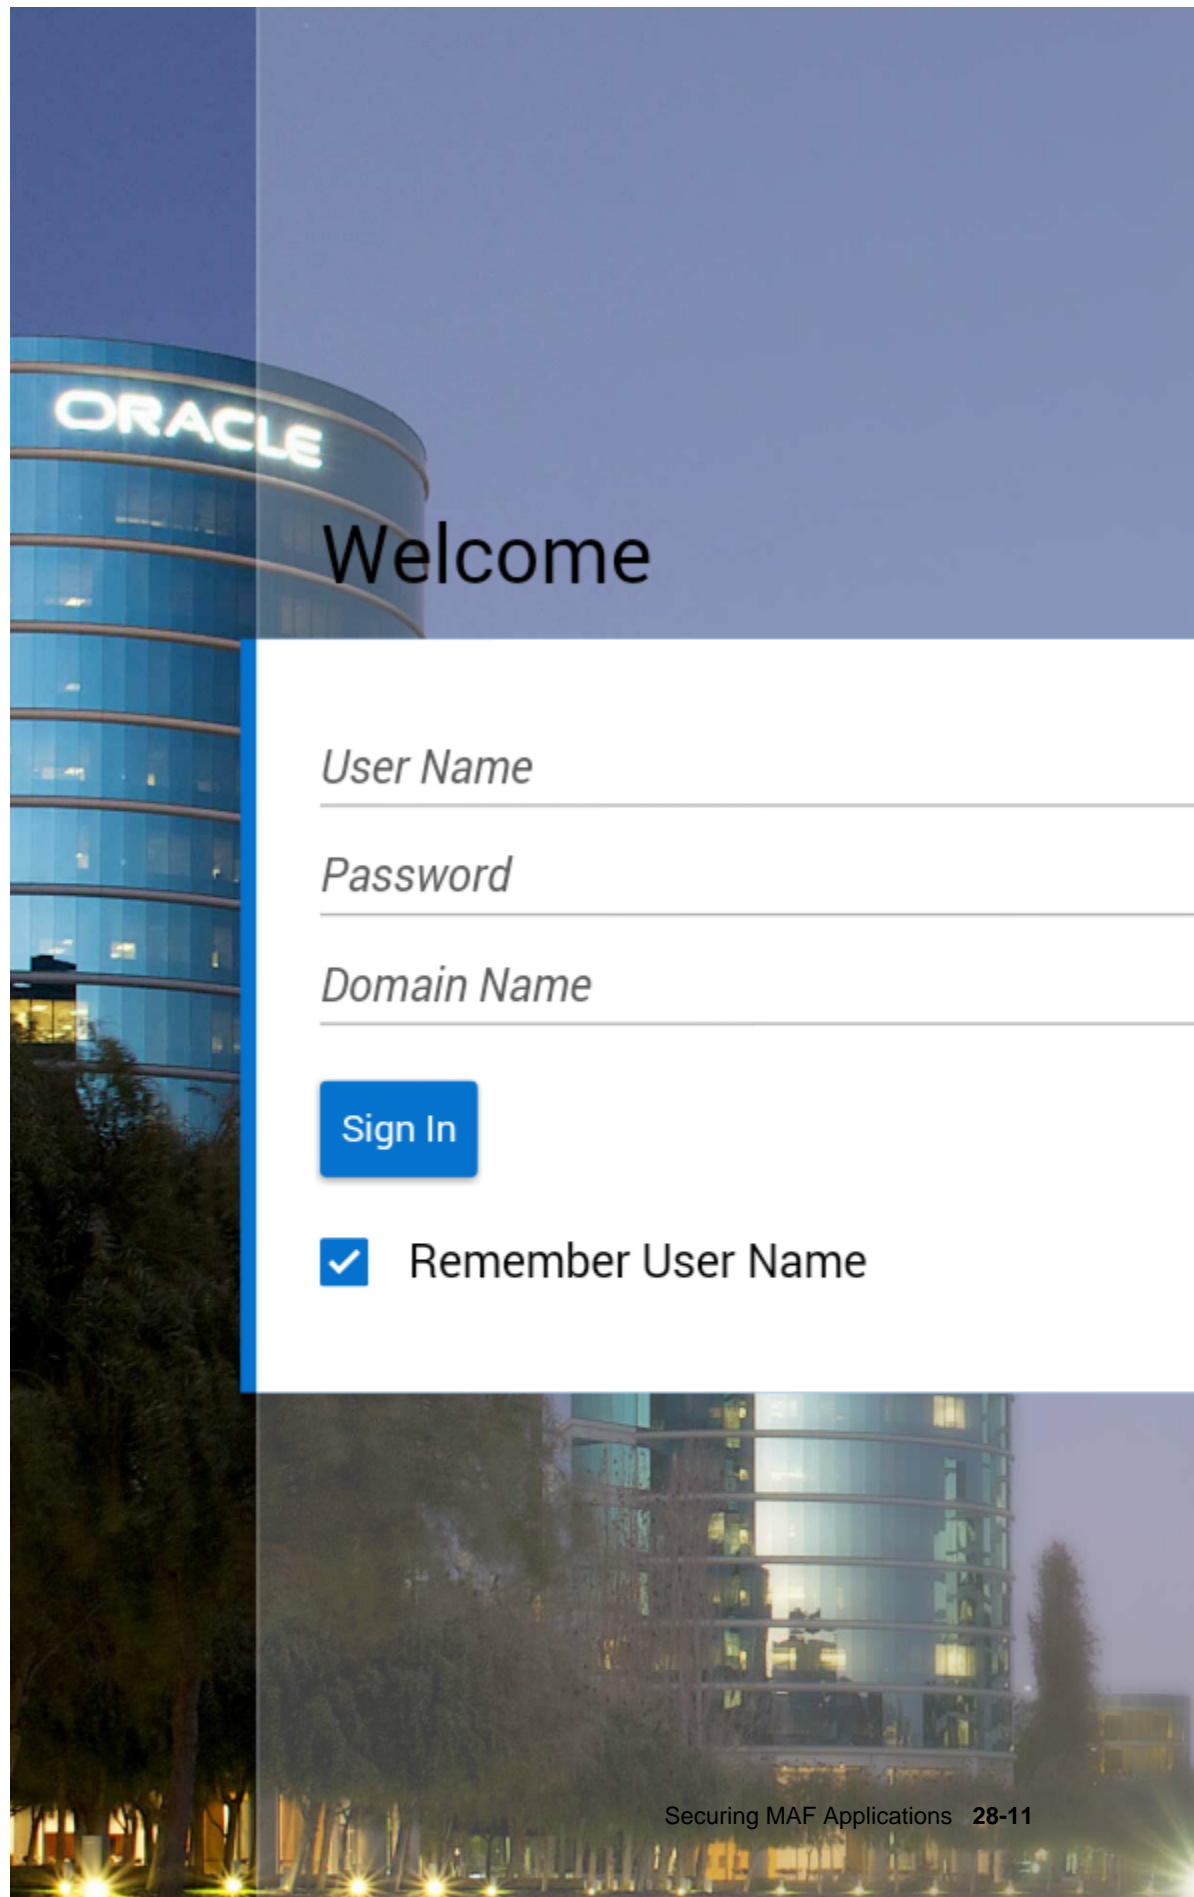 ORACLE
Welcome
User Name
Password
Domain Name
Sign In
Remember User Name
Securing MAF Applications 28-11